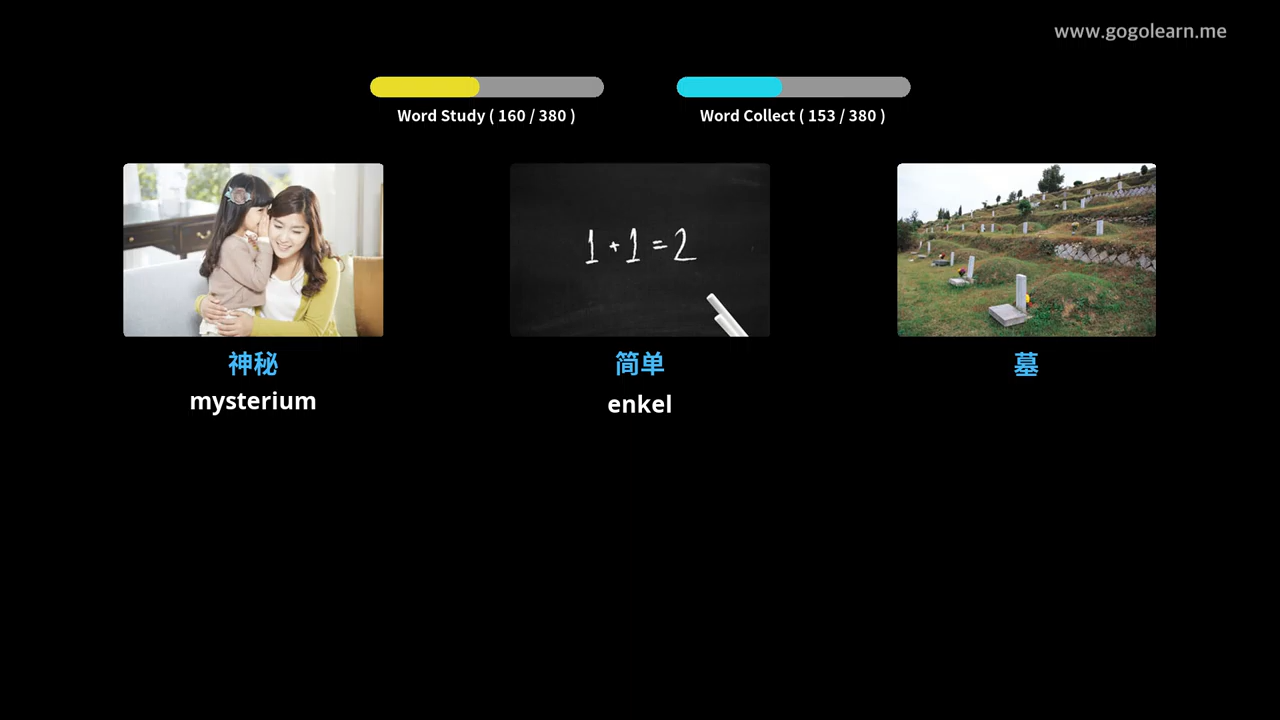 www.gogolearn.me
Word Study ( 160 / 380 )
Word Collect ( 153 / 380 )
1 + 1 = 2
神秘
mysterium
简单
enkel
墓